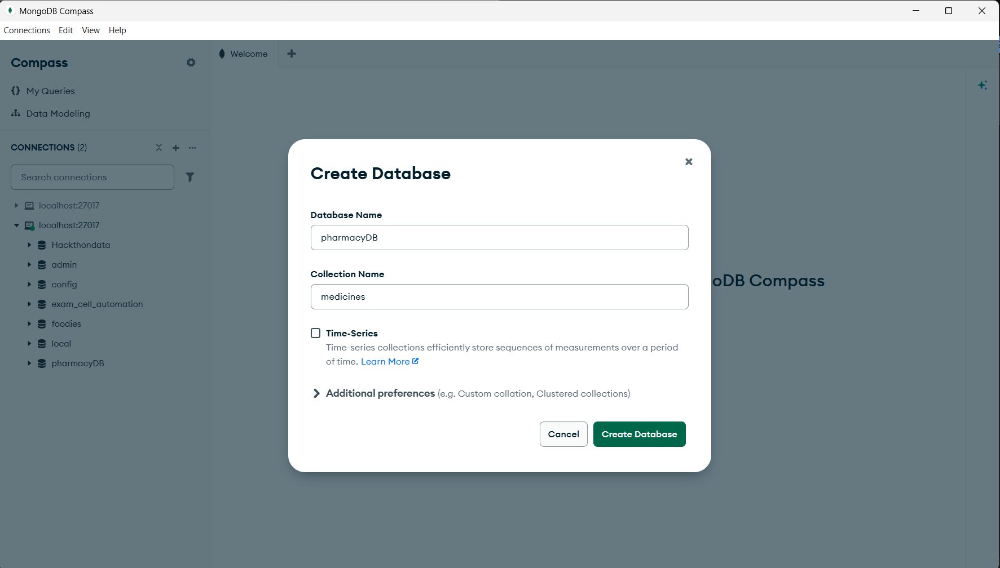 MongoDB Compass
Connections Edit View Help
Compass
Welcome
My Queries
Data Modeling
CONNECTIONS (2)
Search connections
localhost:27017
localhost:27017
Hackthondata
admin
config
exam_cell_automation
foodies
local
pharmacyDB
oDB Compass
Create Database
Database Name
pharmacyDB
Collection Name
medicines
Time-Series
Time-series collections efficiently store sequences of measurements over a period
of time. Learn More
Additional preferences (e.g. Custom collation, Clustered collections)
Cancel Create Database